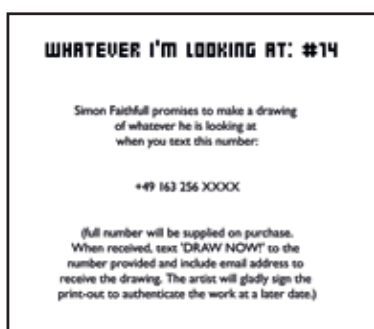 WHATEVER I'M LOOKING AT: #14
Simon Faithfull promises to make a drawing
of whatever he is looking at
when you text this number:
+49 163 256 XXXX
(full number will be supplied on purchase.
When received, text 'DRAW NOW!' to the
number provided and include email address to
receive the drawing. The artist will gladly sign the
print-out to authenticate the work at a later date.)